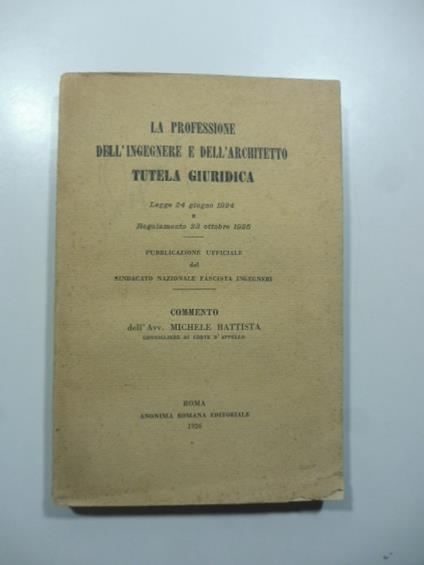 LA PROFESSIONE
DELL'INGEGNERE E DELL'ARCHITETTO
TUTELA GIURIDICA
Legge 24 giugno 1924
e
Regolamento 23 ottobre 1925
PUBBLICAZIONE UFFICIALE
del
SINDACATO NAZIONALE FASCISTA INGEGNERI
COMMENTO
dell'Avv. MICHELE BATTISTA
CONSIGLIERE DI CORTE D'APPELLO
ROMA
ANONIMA ROMANA EDITORIALE
1926